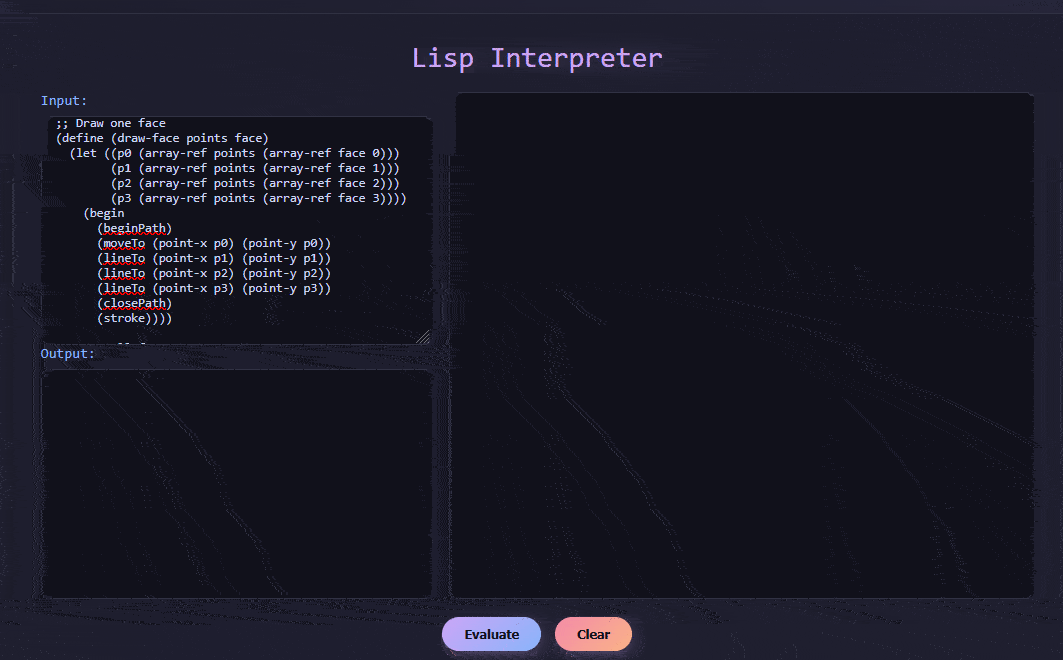 Lisp Interpreter
Input:
;; Draw one face
(define (draw-face points face)
  (let ((p0 (array-ref points (array-ref face 0)))
        (p1 (array-ref points (array-ref face 1)))
        (p2 (array-ref points (array-ref face 2)))
        (p3 (array-ref points (array-ref face 3))))
    (begin
      (beginPath)
      (moveTo (point-x p0) (point-y p0))
      (lineTo (point-x p1) (point-y p1))
      (lineTo (point-x p2) (point-y p2))
      (lineTo (point-x p3) (point-y p3))
      (closePath)
      (stroke))))
Output:
Evaluate
Clear